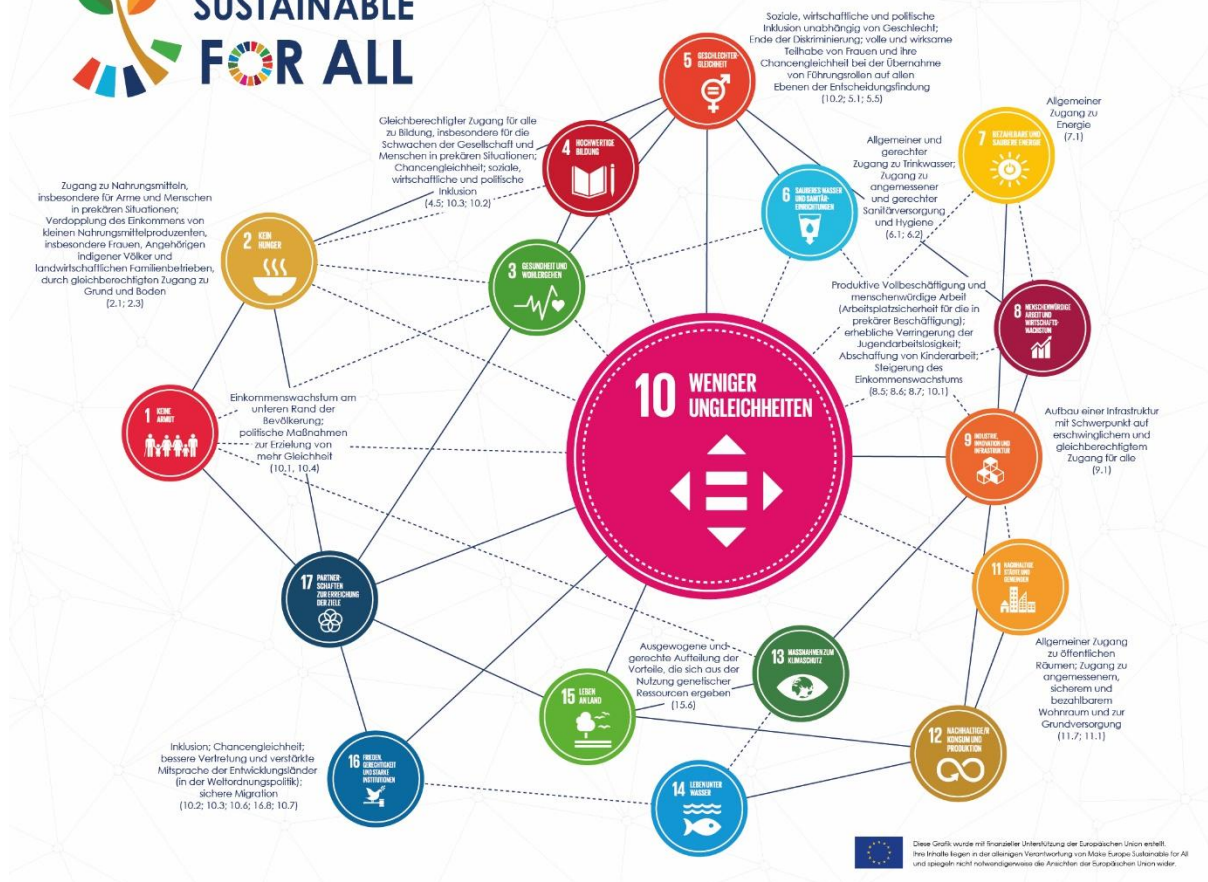 SUSTAINABLE
FOR ALL
Soziale, wirtschaftliche und politische
Inklusion unabhängig von Geschlecht;
Ende der Diskriminierung; volle und wirksame
Teilhabe von Frauen und ihre
Chancengleichheit bei der Übernahme
von Führungsrollen auf allen
Ebenen der Entscheidungsfindung
(10.2; 5.1; 5.5)
5 GESCHLECHTER-
GLEICHHEIT
Gleichberechtigter Zugang für alle
zu Bildung, insbesondere für die
Schwachen der Gesellschaft und
Menschen in prekären Situationen;
Chancengleichheit; soziale,
wirtschaftliche und politische
Inklusion
(4.5; 10.3; 10.2)
4 HOCHWERTIGE
BILDUNG
Allgemeiner
Zugang zu
Energie
(7.1)
7 BEZAHLBARE UND
SAUBERE ENERGIE
Allgemeiner und
gerechter
Zugang zu Trinkwasser;
Zugang zu
angemessener
und gerechter
Sanitärversorgung
und Hygiene
(6.1; 6.2)
6 SAUBERES WASSER
UND SANITÄR-
EINRICHTUNGEN
Zugang zu Nahrungsmitteln,
insbesondere für Arme und Menschen
in prekären Situationen;
Verdopplung des Einkommens von
kleinen Nahrungsmittelproduzenten,
insbesondere Frauen, Angehörigen
indigener Völker und
landwirtschaftlichen Familienbetrieben,
durch gleichberechtigten Zugang zu
Grund und Boden
(2.1; 2.3)
2 KEIN
HUNGER
3 GESUNDHEIT UND
WOHLERGEHEN
Produktive Vollbeschäftigung und
menschenwürdige Arbeit
(Arbeitsplatzsicherheit für die in
prekärer Beschäftigung);
erhebliche Verringerung der
Jugendarbeitslosigkeit;
Abschaffung von Kinderarbeit;
Steigerung des
Einkommenswachstums
(8.5; 8.6; 8.7; 10.1)
8 MENSCHENWÜRDIGE
ARBEIT UND
WIRTSCHAFTS-
WACHSTUM
10 WENIGER
UNGLEICHHEITEN
1 KEINE
ARMUT
Einkommenswachstum am
unteren Rand der
Bevölkerung;
politische Maßnahmen
zur Erzielung von
mehr Gleichheit
(10.1, 10.4)
9 INDUSTRIE,
INNOVATION UND
INFRASTRUKTUR
Aufbau einer Infrastruktur
mit Schwerpunkt auf
erschwinglichem und
gleichberechtigtem
Zugang für alle
(9.1)
17 PARTNER-
SCHAFTEN
ZUR ERREICHUNG
DER ZIELE
11 NACHHALTIGE
STÄDTE UND
GEMEINDEN
Allgemeiner Zugang
zu öffentlichen
Räumen; Zugang zu
angemessenem,
sicherem und
bezahlbarem
Wohnraum und zur
Grundversorgung
(11.7; 11.1)
Ausgewogene und
gerechte Aufteilung der
Vorteile, die sich aus der
Nutzung genetischer
Ressourcen ergeben
(15.6)
13 MASSNAHMEN ZUM
KLIMASCHUTZ
15 LEBEN
AN LAND
12 NACHHALTIGE/R
KONSUM UND
PRODUKTION
Inklusion; Chancengleichheit;
bessere Vertretung und verstärkte
Mitsprache der Entwicklungsländer
(in der Weltordnungspolitik);
sichere Migration
(10.2; 10.3; 10.6; 16.8; 10.7)
16 FRIEDEN,
GERECHTIGKEIT
UND STARKE
INSTITUTIONEN
14 LEBEN UNTER
WASSER
Diese Grafik wurde mit finanzieller Unterstützung der Europäischen Union erstellt.
Ihre Inhalte liegen in der alleinigen Verantwortung von Make Europe Sustainable for All
und spiegeln nicht notwendigerweise die Ansichten der Europäischen Union wider.